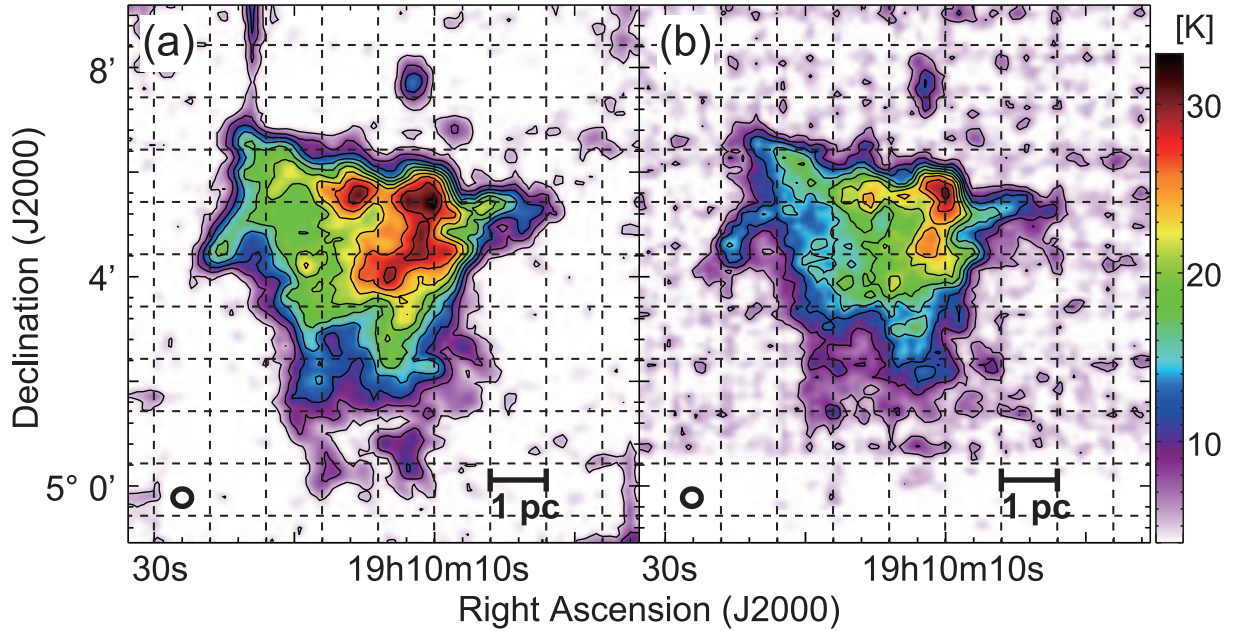 (a)
(b)
[K]
8'
4'
5° 0'
30
20
10
1 pc
1 pc
30s
19h10m10s
30s
19h10m10s
Declination (J2000)
Right Ascension (J2000)